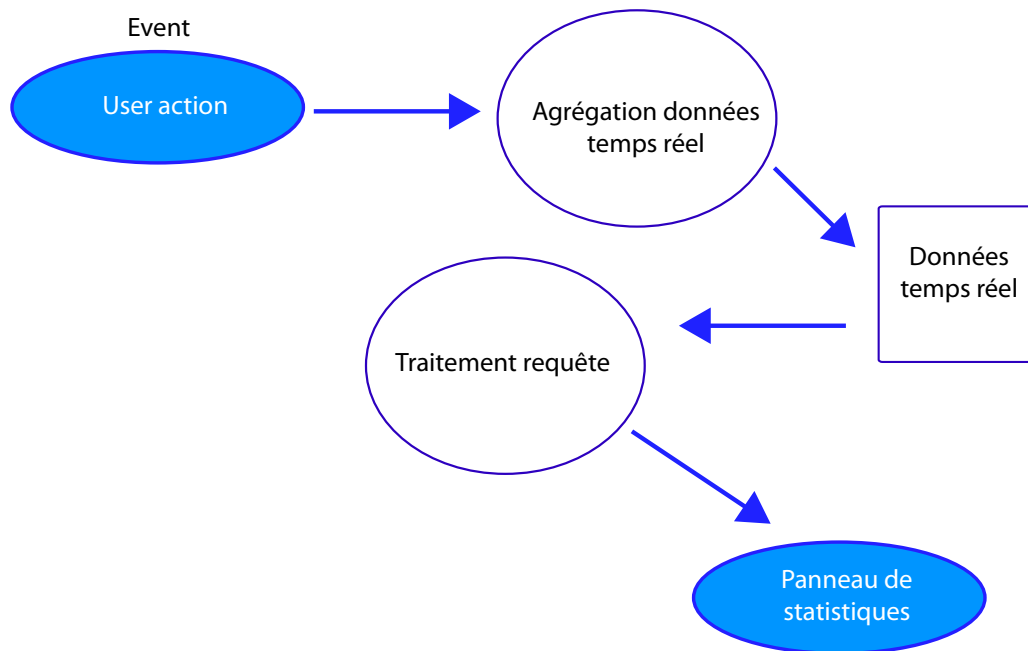 Event
User action
Agrégation données
temps réel
Données
temps réel
Traitement requête
Panneau de
statistiques